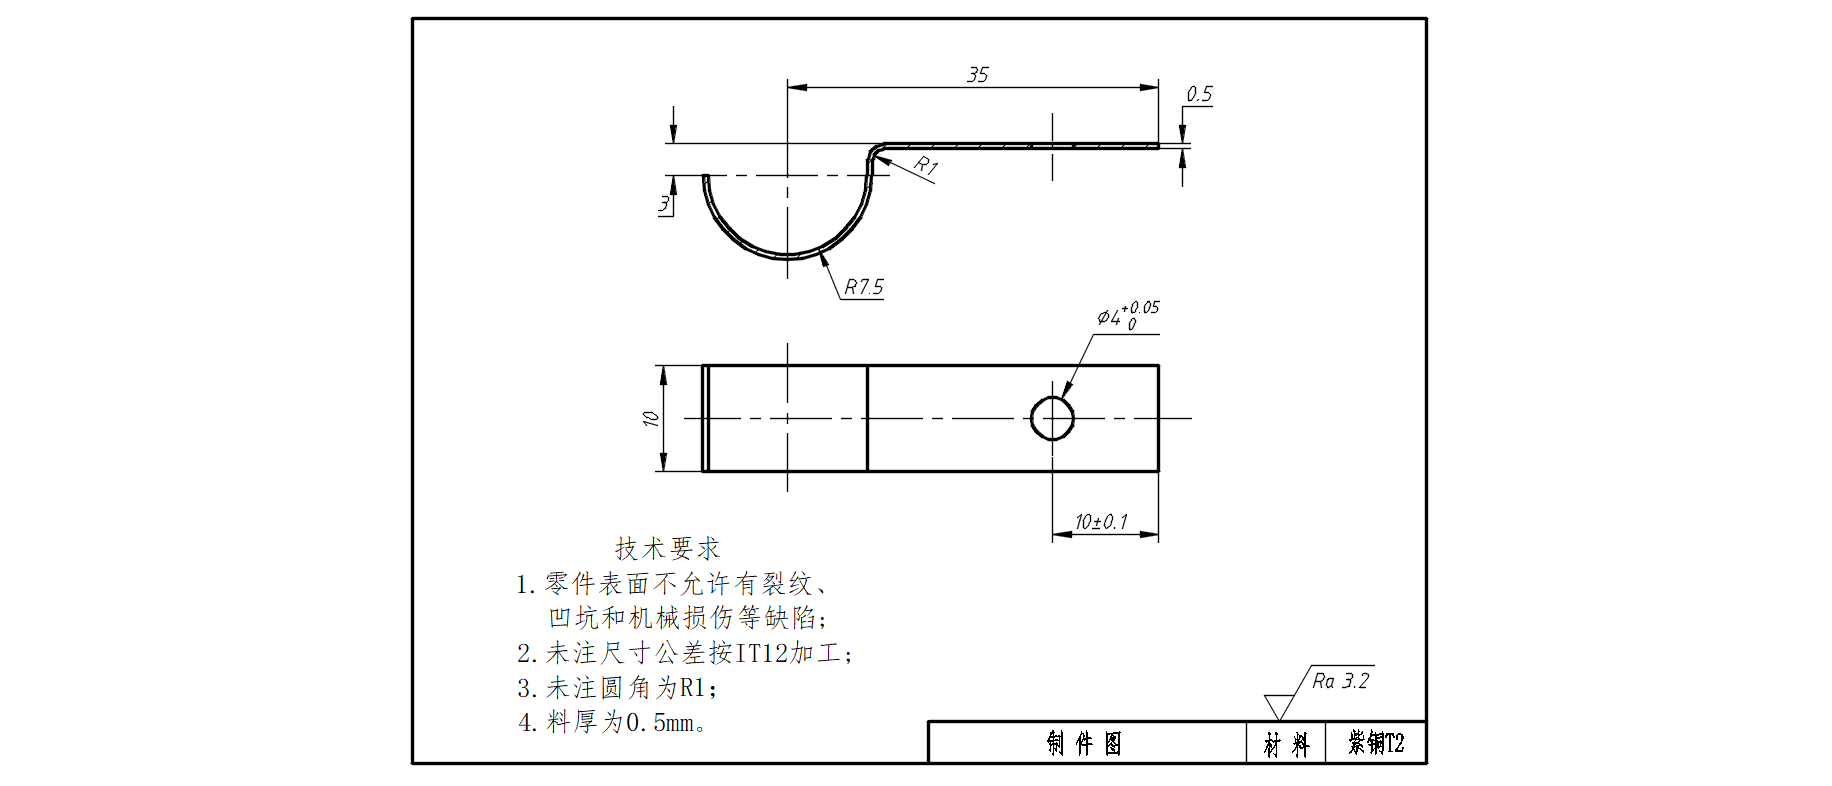 35
0.5
R1
3
R7.5
Φ4 +0.05 0
10
10±0.1
技术要求
1.零件表面不允许有裂纹、
凹坑和机械损伤等缺陷;
2.未注尺寸公差按IT12加工;
3.未注圆角为R1;
4.料厚为0.5mm。
Ra 3.2
制件图 材料 紫铜T2